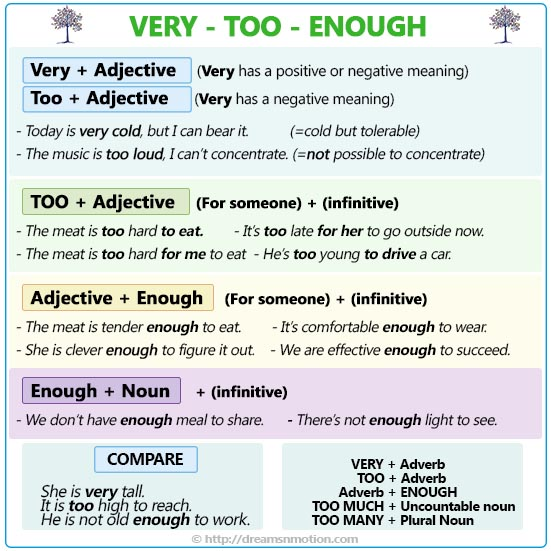 VERY - TOO - ENOUGH
Very + Adjective (Very has a positive or negative meaning)
Too + Adjective (Very has a negative meaning)
- Today is very cold, but I can bear it. (=cold but tolerable)
- The music is too loud, I can't concentrate. (=not possible to concentrate)
TOO + Adjective (For someone) + (infinitive)
- The meat is too hard to eat. - It's too late for her to go outside now.
- The meat is too hard for me to eat - He's too young to drive a car.
Adjective + Enough (For someone) + (infinitive)
- The meat is tender enough to eat. - It's comfortable enough to wear.
- She is clever enough to figure it out. - We are effective enough to succeed.
Enough + Noun + (infinitive)
- We don't have enough meal to share. - There's not enough light to see.
COMPARE
She is very tall.
It is too high to reach.
He is not old enough to work.
VERY + Adverb
TOO + Adverb
Adverb + ENOUGH
TOO MUCH + Uncountable noun
TOO MANY + Plural Noun
© http://dreamsnmotion.com